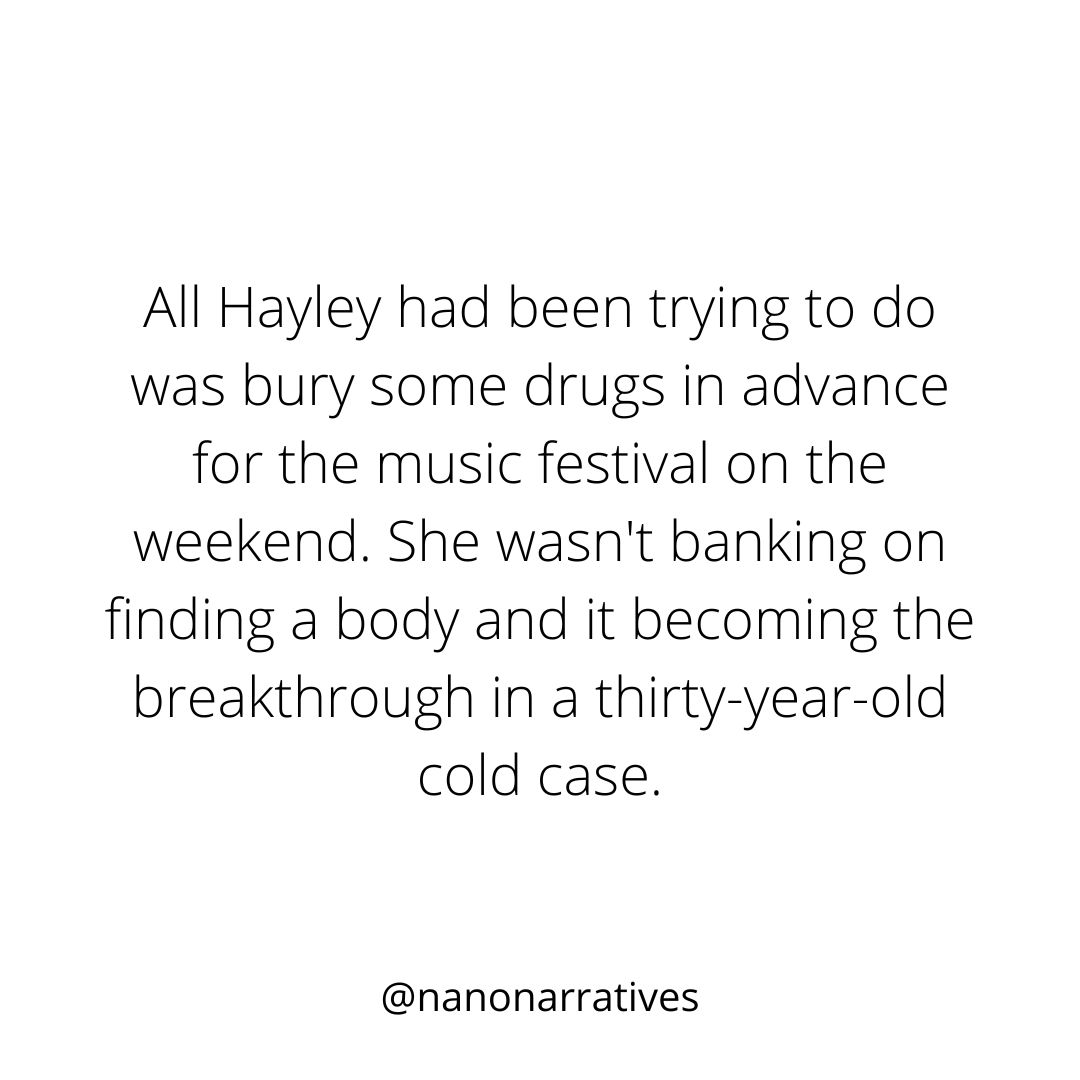 All Hayley had been trying to do
was bury some drugs in advance
for the music festival on the
weekend. She wasn't banking on
finding a body and it becoming the
breakthrough in a thirty-year-old
cold case.
@nanonarratives